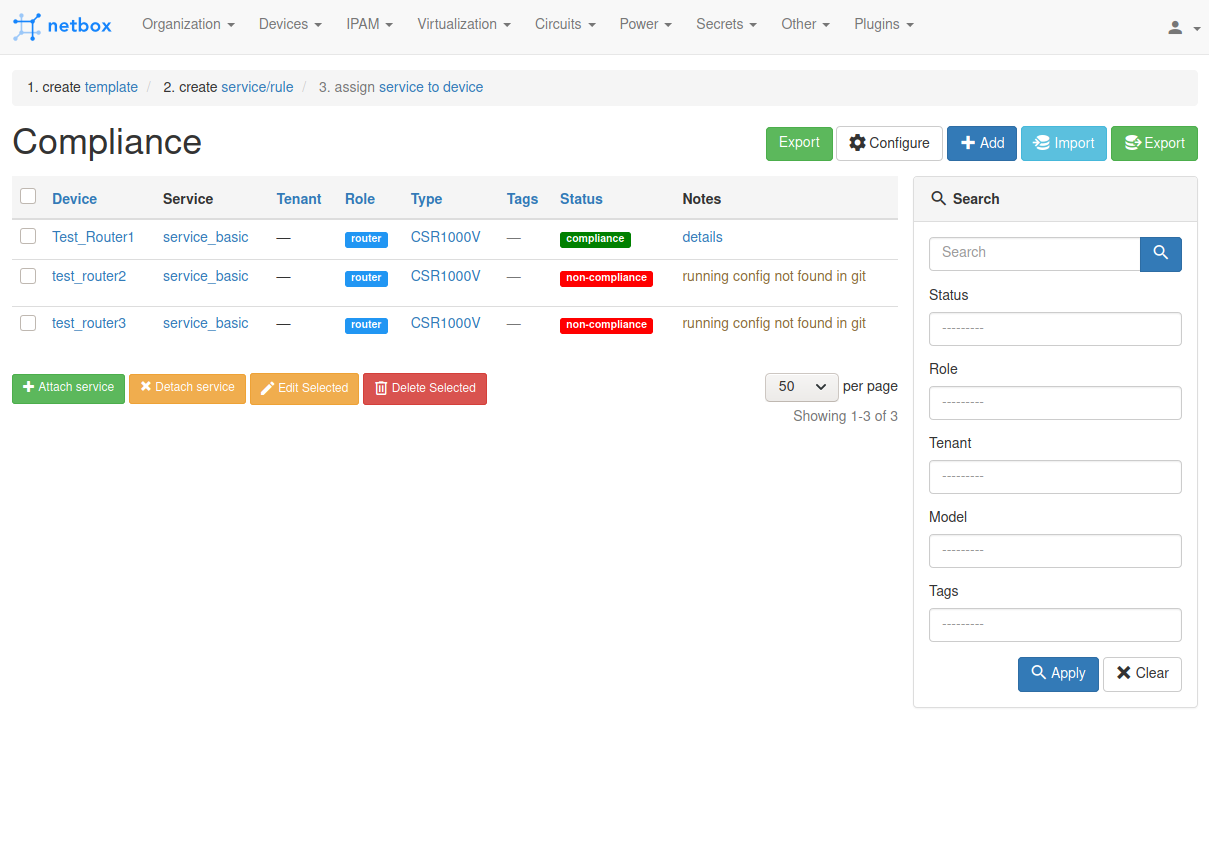 netbox Organization Devices IPAM Virtualization Circuits Power Secrets Other Plugins
1. create template / 2. create service/rule / 3. assign service to device
Compliance
Export Configure Add Import Export
Device Service Tenant Role Type Tags Status Notes
Test_Router1 service_basic — router CSR1000V — compliance details
test_router2 service_basic — router CSR1000V — non-compliance running config not found in git
test_router3 service_basic — router CSR1000V — non-compliance running config not found in git
Attach service Detach service Edit Selected Delete Selected
50 per page
Showing 1-3 of 3
Search
Search
Status
---------
Role
---------
Tenant
---------
Model
---------
Tags
---------
Apply Clear